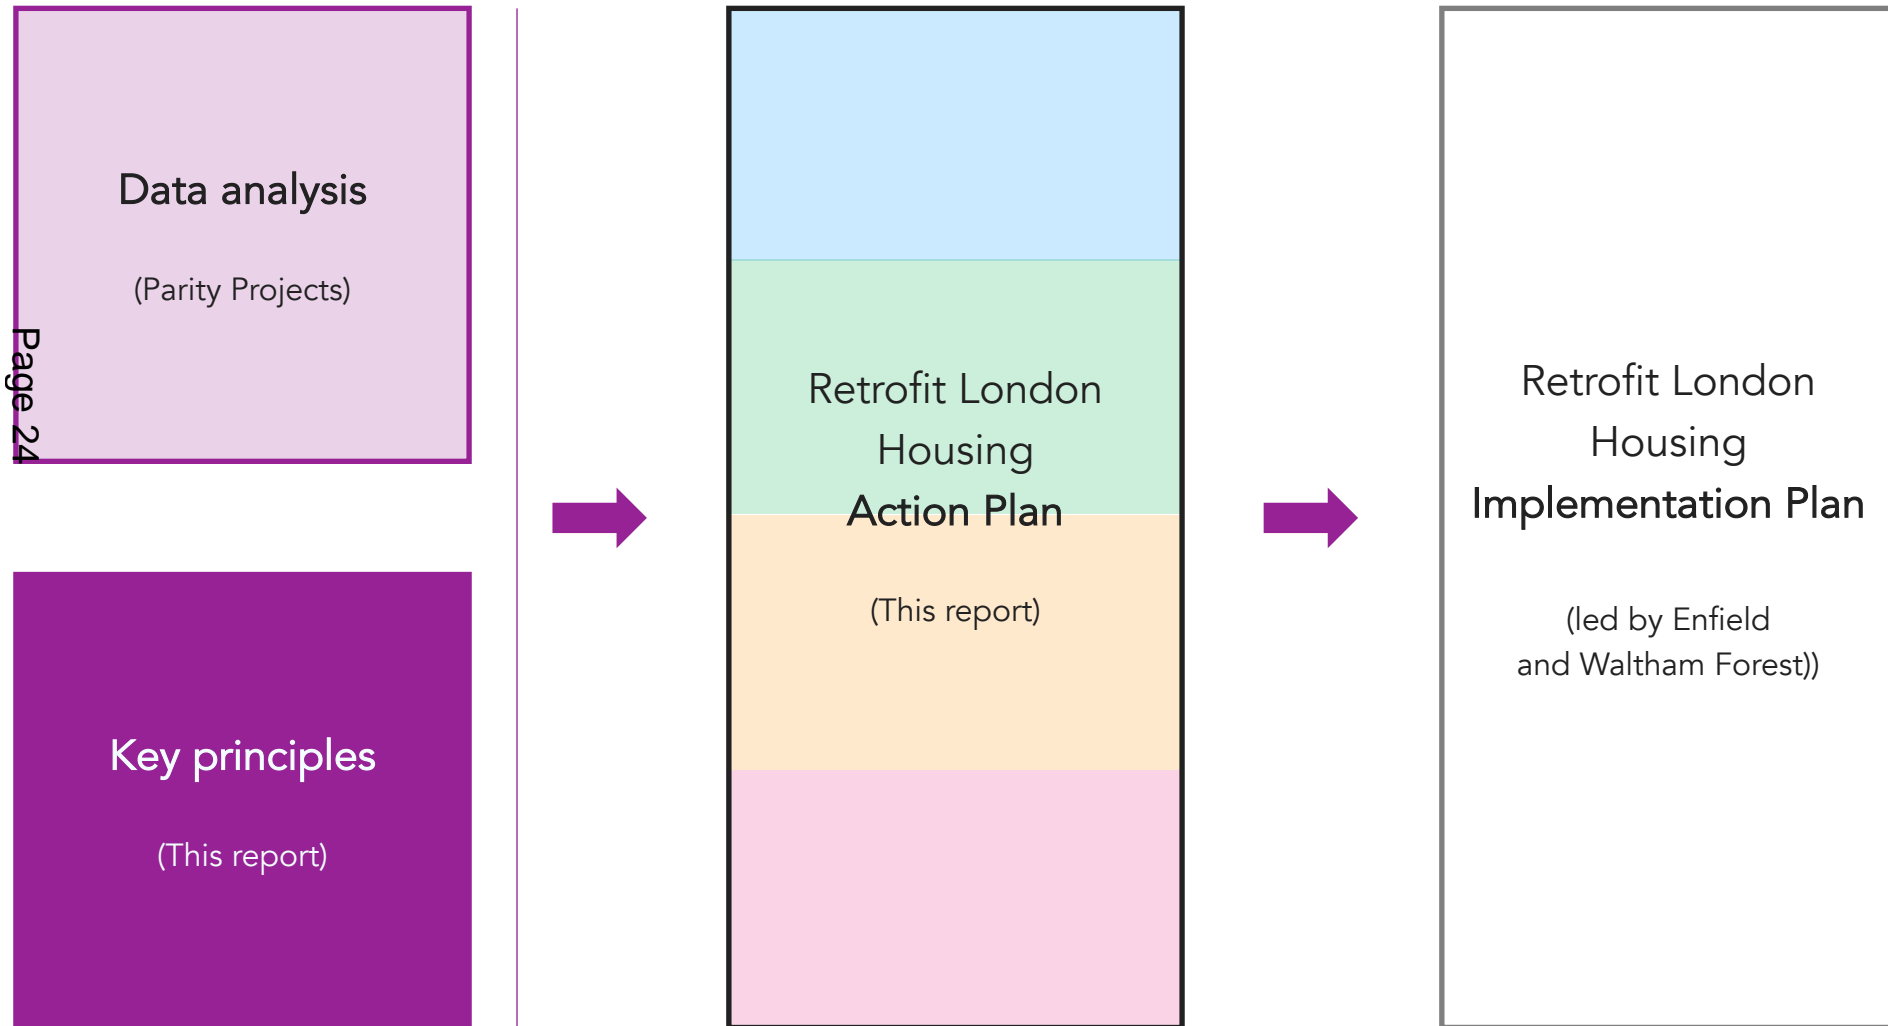 Data analysis
(Parity Projects)
Page 24
Key principles
(This report)
Retrofit London
Housing
Action Plan
(This report)
Retrofit London
Housing
Implementation Plan
(led by Enfield
and Waltham Forest))